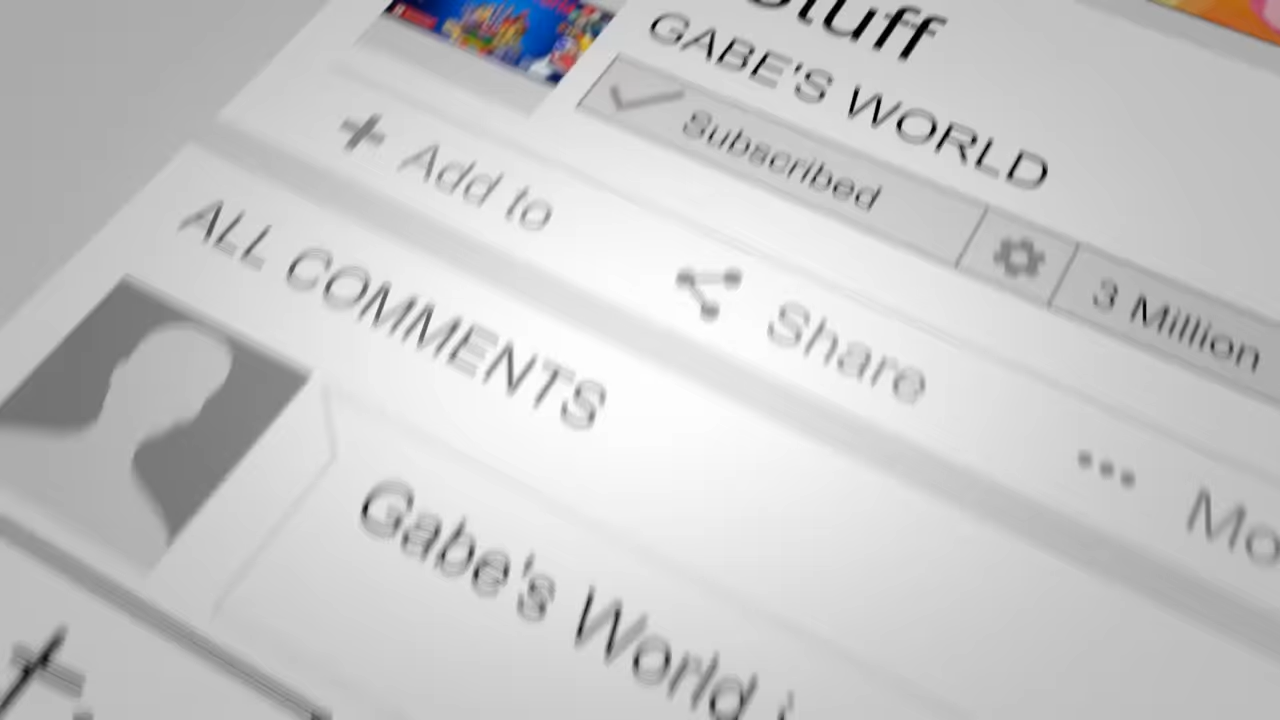 Stuff
GABE'S WORLD
Subscribed
3 Million
+ Add to
Share
ALL COMMENTS
Gabe's World